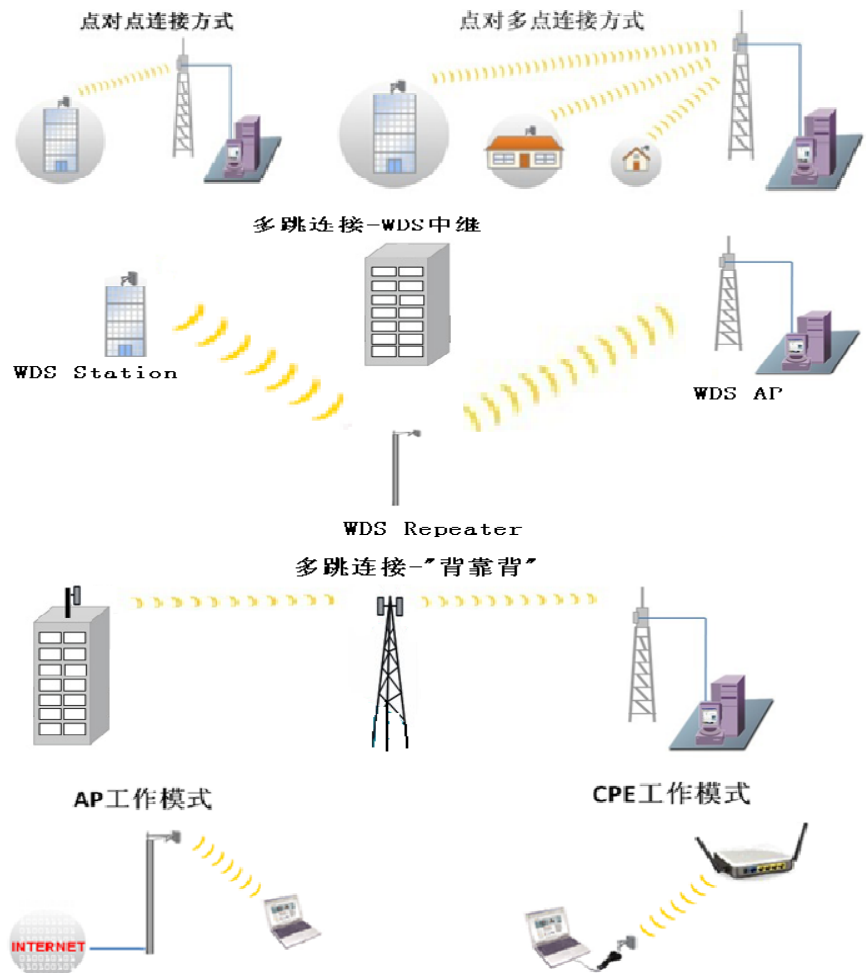 点对点连接方式
点对多点连接方式
多跳连接-WDS中继
WDS Station
WDS AP
WDS Repeater
多跳连接-"背靠背"
AP工作模式
CPE工作模式
INTERNET